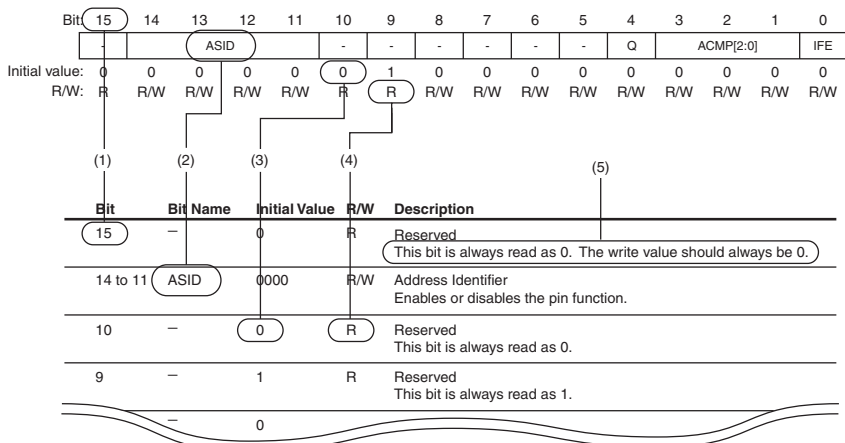 Bit: 15 14 13 12 11 10 9 8 7 6 5 4 3 2 1 0
- ASID - - - - - - Q ACMP[2:0] IFE
Initial value: 0 0 0 0 0 0 1 0 0 0 0 0 0 0 0 0
R/W: R R/W R/W R/W R/W R R R/W R/W R/W R/W R/W R/W R/W R/W R/W
(1) (2) (3) (4) (5)
Bit Bit Name Initial Value R/W Description
15 − 0 R Reserved
This bit is always read as 0. The write value should always be 0.
14 to 11 ASID 0000 R/W Address Identifier
Enables or disables the pin function.
10 − 0 R Reserved
This bit is always read as 0.
9 − 1 R Reserved
This bit is always read as 1.
− 0